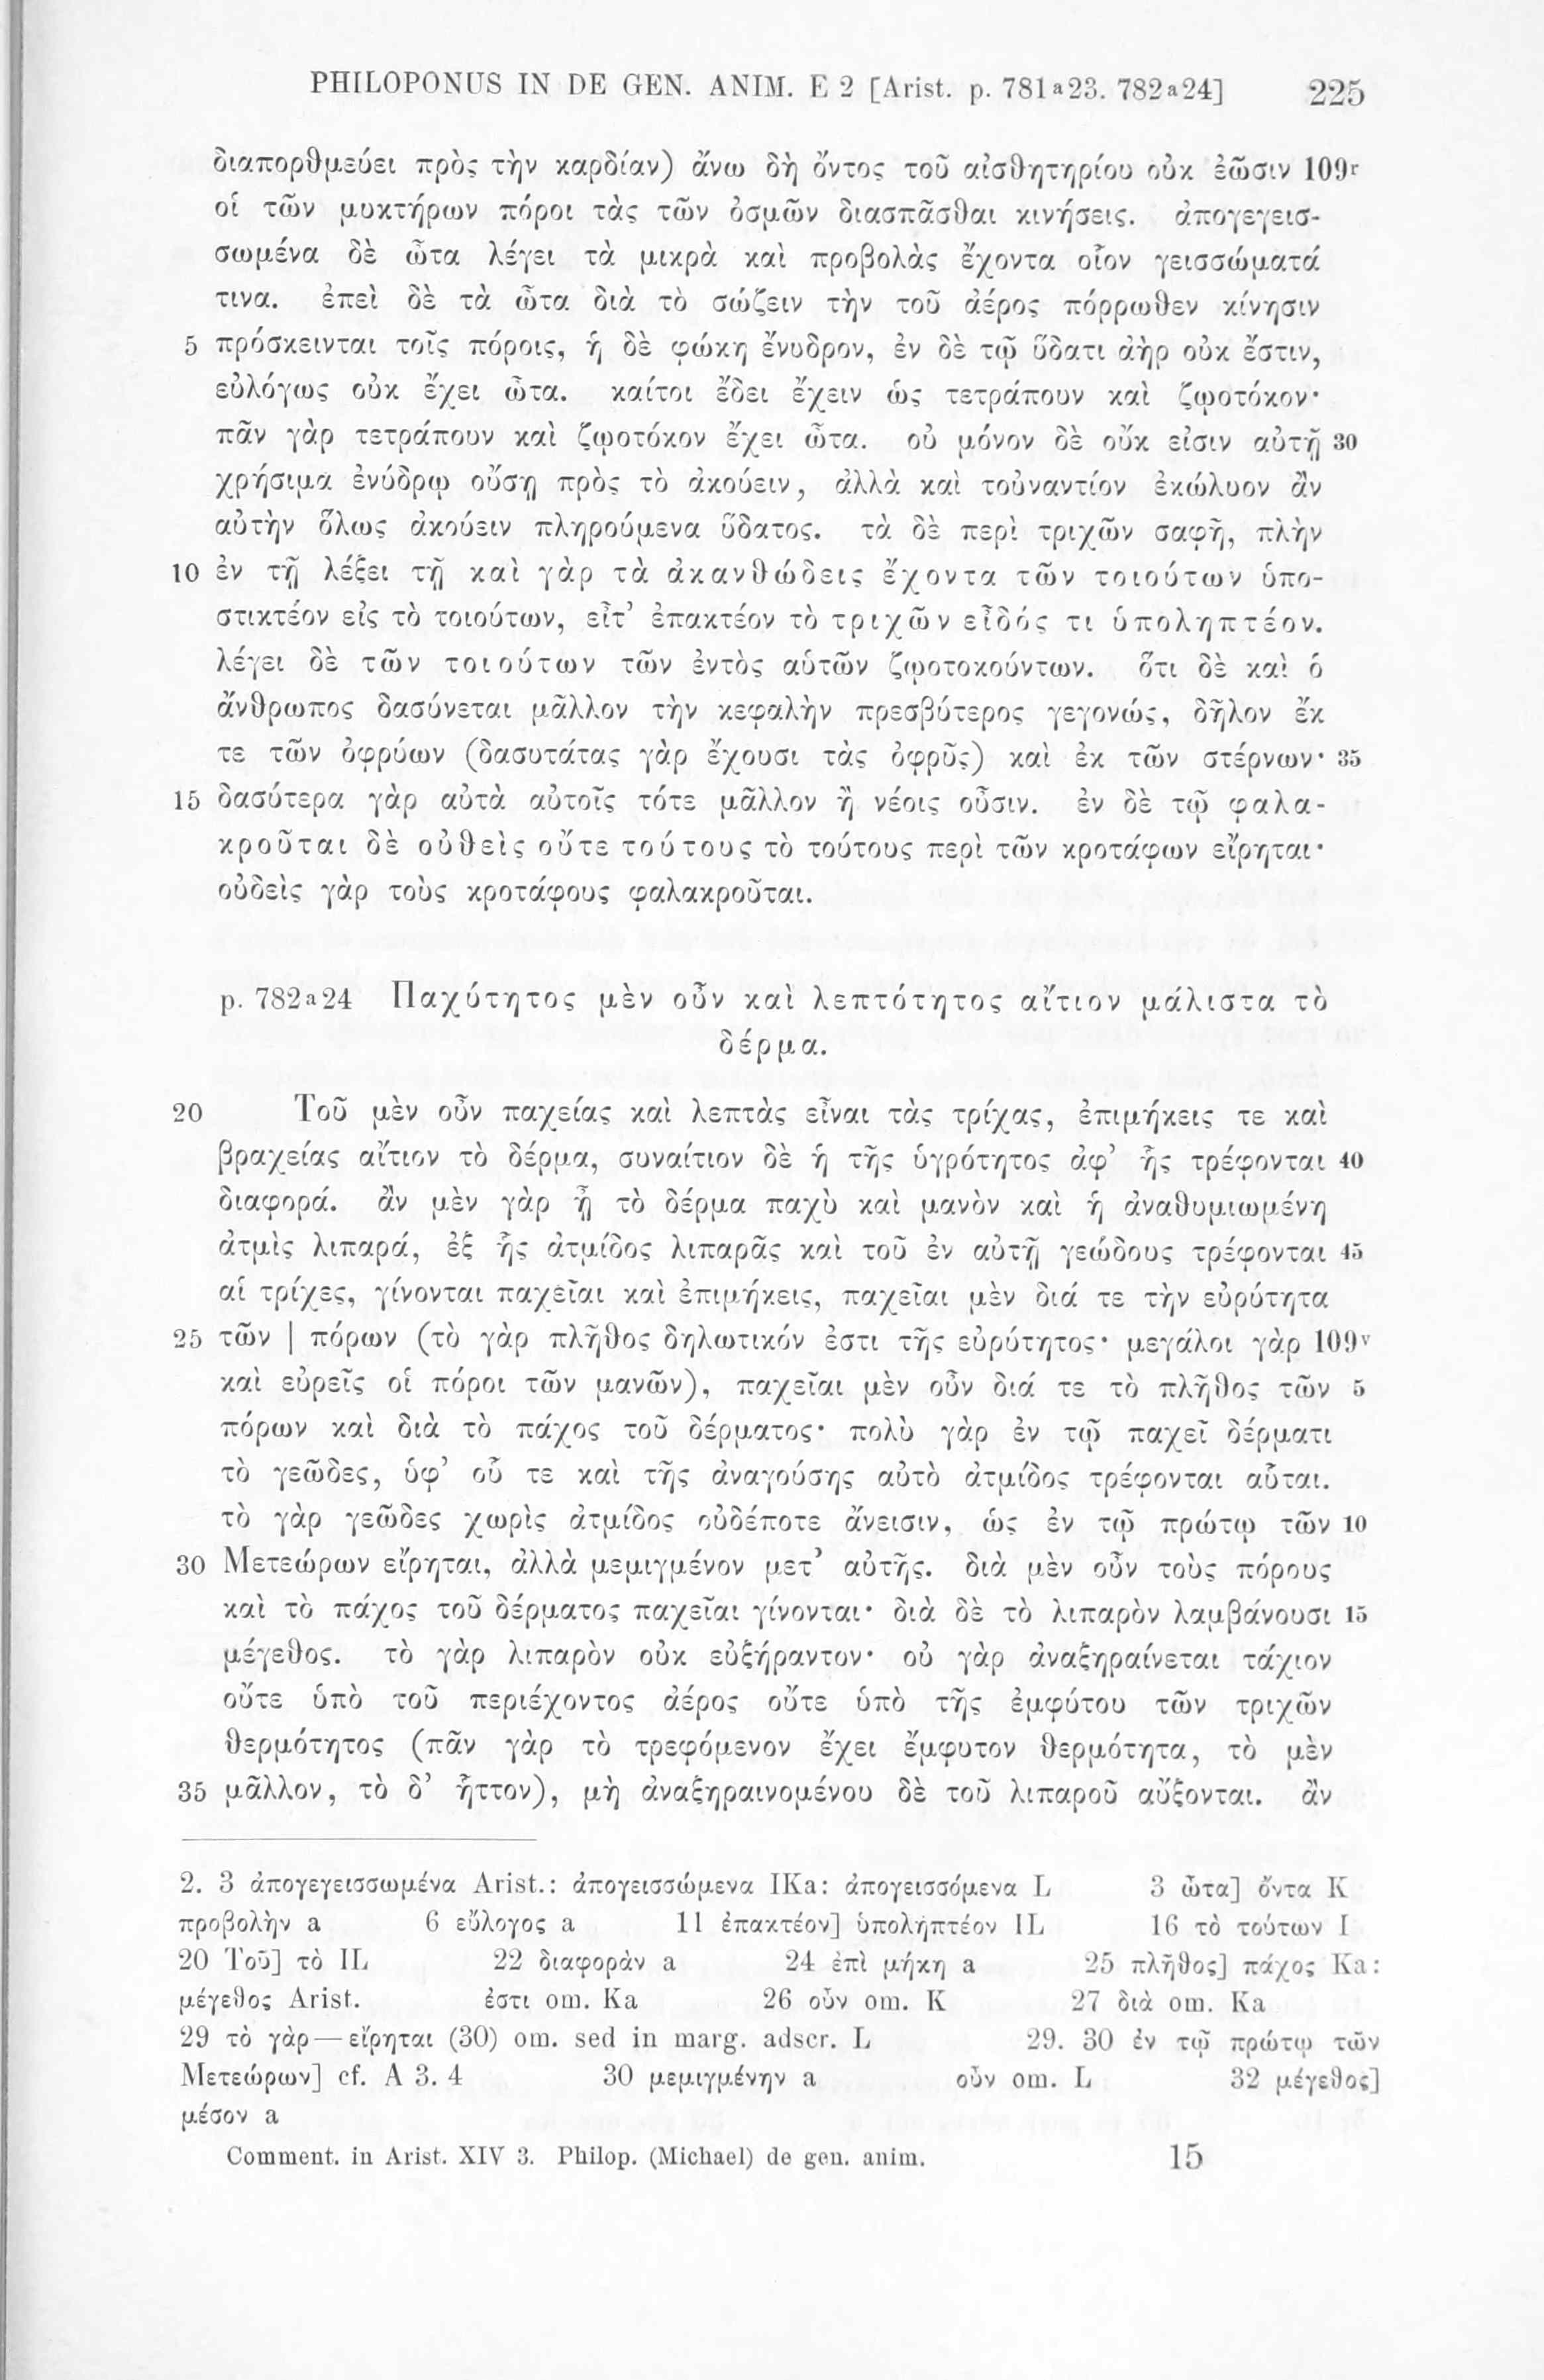 PHILOPONUS IN DE GEN. ANIM. E 2 [Arist. p. 781a23. 782a24] 225
διαπορθμεύει πρὸς τὴν καρδίαν) ἄνω δὴ ὄντος τοῦ αἰσθητηρίου οὐκ ἐῶσιν 109r
οἱ τῶν μυκτήρων πόροι τὰς τῶν ὀσμῶν διασπᾶσθαι κινήσεις. ἀπογεγεισ-
σωμένα δὲ ὦτα λέγει τὰ μικρὰ καὶ προβολὰς ἔχοντα οἷον γεισσώματά
τινα. ἐπεὶ δὲ τὰ ὦτα διὰ τὸ σώζειν τὴν τοῦ ἀέρος πόρρωθεν κίνησιν
5 πρόσκεινται τοῖς πόροις, ἡ δὲ φώκη ἔνυδρον, ἐν δὲ τῷ ὕδατι ἀὴρ οὐκ ἔστιν,
εὐλόγως οὐκ ἔχει ὦτα. καίτοι ἔδει ἔχειν ὡς τετράπουν καὶ ζῳοτόκον·
πᾶν γὰρ τετράπουν καὶ ζῳοτόκον ἔχει ὦτα. οὐ μόνον δὲ οὔκ εἰσιν αὐτῇ 30
χρήσιμα ἐνύδρῳ οὔσῃ πρὸς τὸ ἀκούειν, ἀλλὰ καὶ τοὐναντίον ἐκώλυον ἂν
αὐτὴν ὅλως ἀκούειν πληρούμενα ὕδατος. τὰ δὲ περὶ τριχῶν σαφῆ, πλὴν
10 ἐν τῇ λέξει τῇ καὶ γὰρ τὰ ἀκανθώδεις ἔχοντα τῶν τοιούτων ὑπο-
στικτέον εἰς τὸ τοιούτων, εἶτ’ ἐπακτέον τὸ τριχῶν εἶδός τι ὑποληπτέον.
λέγει δὲ τῶν τοιούτων τῶν ἐντὸς αὑτῶν ζῳοτοκούντων. ὅτι δὲ καὶ ὁ
ἄνθρωπος δασύνεται μᾶλλον τὴν κεφαλὴν πρεσβύτερος γεγονώς, δῆλον ἔκ
τε τῶν ὀφρύων (δασυτάτας γὰρ ἔχουσι τὰς ὀφρῦς) καὶ ἐκ τῶν στέρνων· 35
15 δασύτερα γὰρ αὐτὰ αὐτοῖς τότε μᾶλλον ἢ νέοις οὖσιν. ἐν δὲ τῷ φαλα-
κροῦται δὲ οὐθεὶς οὔτε τούτους τὸ τούτους περὶ τῶν κροτάφων εἴρηται·
οὐδεὶς γὰρ τοὺς κροτάφους φαλακροῦται.
p. 782a24 Παχύτητος μὲν οὖν καὶ λεπτότητος αἴτιον μάλιστα τὸ
δέρμα.
20 Τοῦ μὲν οὖν παχείας καὶ λεπτὰς εἶναι τὰς τρίχας, ἐπιμήκεις τε καὶ
βραχείας αἴτιον τὸ δέρμα, συναίτιον δὲ ἡ τῆς ὑγρότητος ἀφ’ ἧς τρέφονται 40
διαφορά. ἂν μὲν γὰρ ᾖ τὸ δέρμα παχὺ καὶ μανὸν καὶ ἡ ἀναθυμιωμένη
ἀτμὶς λιπαρά, ἐξ ἧς ἀτμίδος λιπαρᾶς καὶ τοῦ ἐν αὐτῇ γεώδους τρέφονται 45
αἱ τρίχες, γίνονται παχεῖαι καὶ ἐπιμήκεις, παχεῖαι μὲν διά τε τὴν εὐρύτητα
25 τῶν | πόρων (τὸ γὰρ πλῆθος δηλωτικόν ἐστι τῆς εὐρύτητος· μεγάλοι γὰρ 109v
καὶ εὐρεῖς οἱ πόροι τῶν μανῶν), παχεῖαι μὲν οὖν διά τε τὸ πλῆθος τῶν 5
πόρων καὶ διὰ τὸ πάχος τοῦ δέρματος· πολὺ γὰρ ἐν τῷ παχεῖ δέρματι
τὸ γεῶδες, ὑφ’ οὗ τε καὶ τῆς ἀναγούσης αὐτὸ ἀτμίδος τρέφονται αὗται.
τὸ γὰρ γεῶδες χωρὶς ἀτμίδος οὐδέποτε ἄνεισιν, ὡς ἐν τῷ πρώτῳ τῶν 10
30 Μετεώρων εἴρηται, ἀλλὰ μεμιγμένον μετ’ αὐτῆς. διὰ μὲν οὖν τοὺς πόρους
καὶ τὸ πάχος τοῦ δέρματος παχεῖαι γίνονται· διὰ δὲ τὸ λιπαρὸν λαμβάνουσι 15
μέγεθος. τὸ γὰρ λιπαρὸν οὐκ εὐξήραντον· οὐ γὰρ ἀναξηραίνεται τάχιον
οὔτε ὑπὸ τοῦ περιέχοντος ἀέρος οὔτε ὑπὸ τῆς ἐμφύτου τῶν τριχῶν
θερμότητος (πᾶν γὰρ τὸ τρεφόμενον ἔχει ἔμφυτον θερμότητα, τὸ μὲν
35 μᾶλλον, τὸ δ’ ἧττον), μὴ ἀναξηραινομένου δὲ τοῦ λιπαροῦ αὔξονται. ἂν
2. 3 ἀπογεγεισσωμένα Arist.: ἀπογεισσώμενα IKa: ἀπογεισσόμενα L 3 ὦτα] ὄντα K
προβολὴν a 6 εὔλογος a 11 ἐπακτέον] ὑποληπτέον IL 16 τὸ τούτων I
20 Τοῦ] τὸ IL 22 διαφορὰν a 24 ἐπὶ μήκη a 25 πλῆθος] πάχος Ka:
μέγεθος Arist. ἐστι om. Ka 26 οὖν om. K 27 διὰ om. Ka
29 τὸ γὰρ — εἴρηται (30) om. sed in marg. adscr. L 29. 30 ἐν τῷ πρώτῳ τῶν
Μετεώρων] cf. A 3. 4 30 μεμιγμένην a οὖν om. L 32 μέγεθος]
μέσον a
Comment. in Arist. XIV 3. Philop. (Michael) de gen. anim. 15